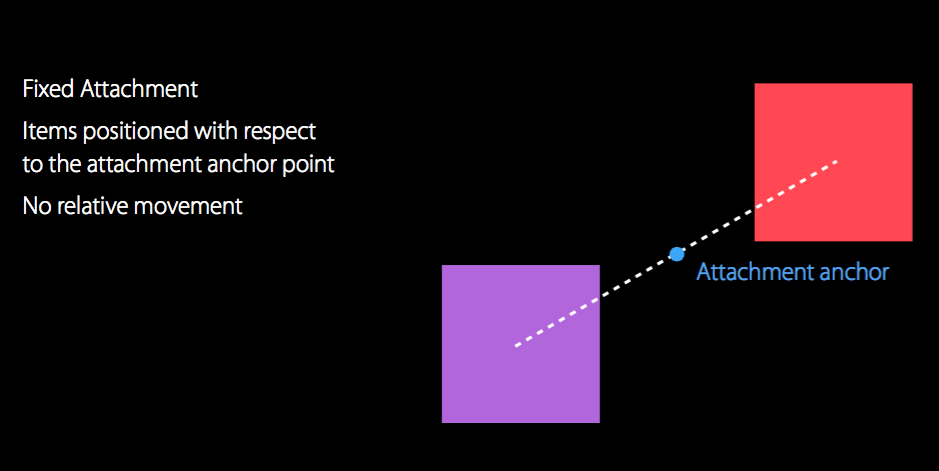 Fixed Attachment
Items positioned with respect
to the attachment anchor point
No relative movement
Attachment anchor